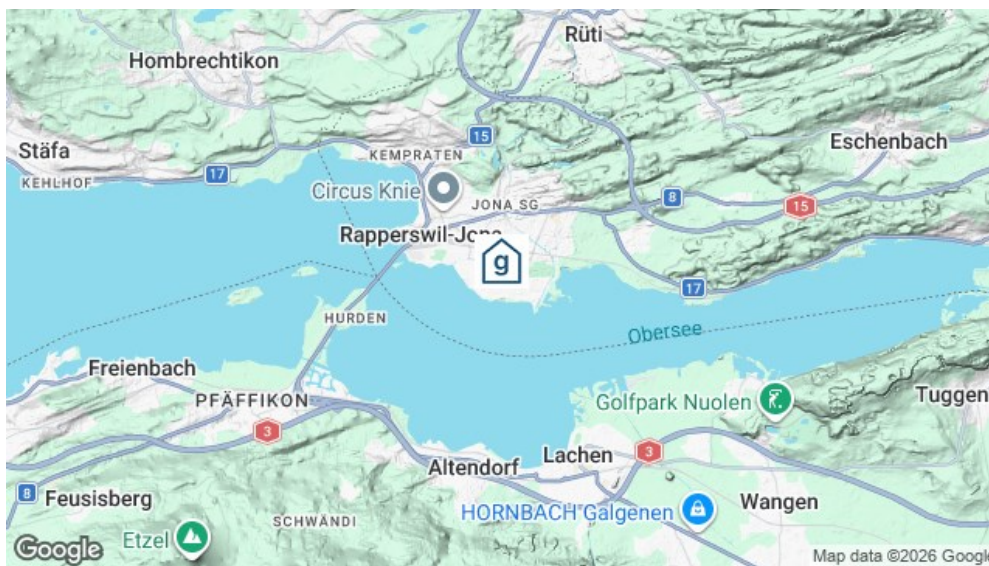 Rüti
Hombrechtikon
15
Eschenbach
Stäfa
KEMPRATEN
17
KEHLHOF
Circus Knie
8
15
JONA SG
Rapperswil-Jona
g
17
HURDEN
Obersee
Freienbach
Golfpark Nuolen
Tuggen
PFÄFFIKON
3
3
Lachen
Altendorf
8
Feusisberg
Wangen
HORNBACH Galgenen
SCHWÄNDI
Etzel
Google
Map data ©2026 Google